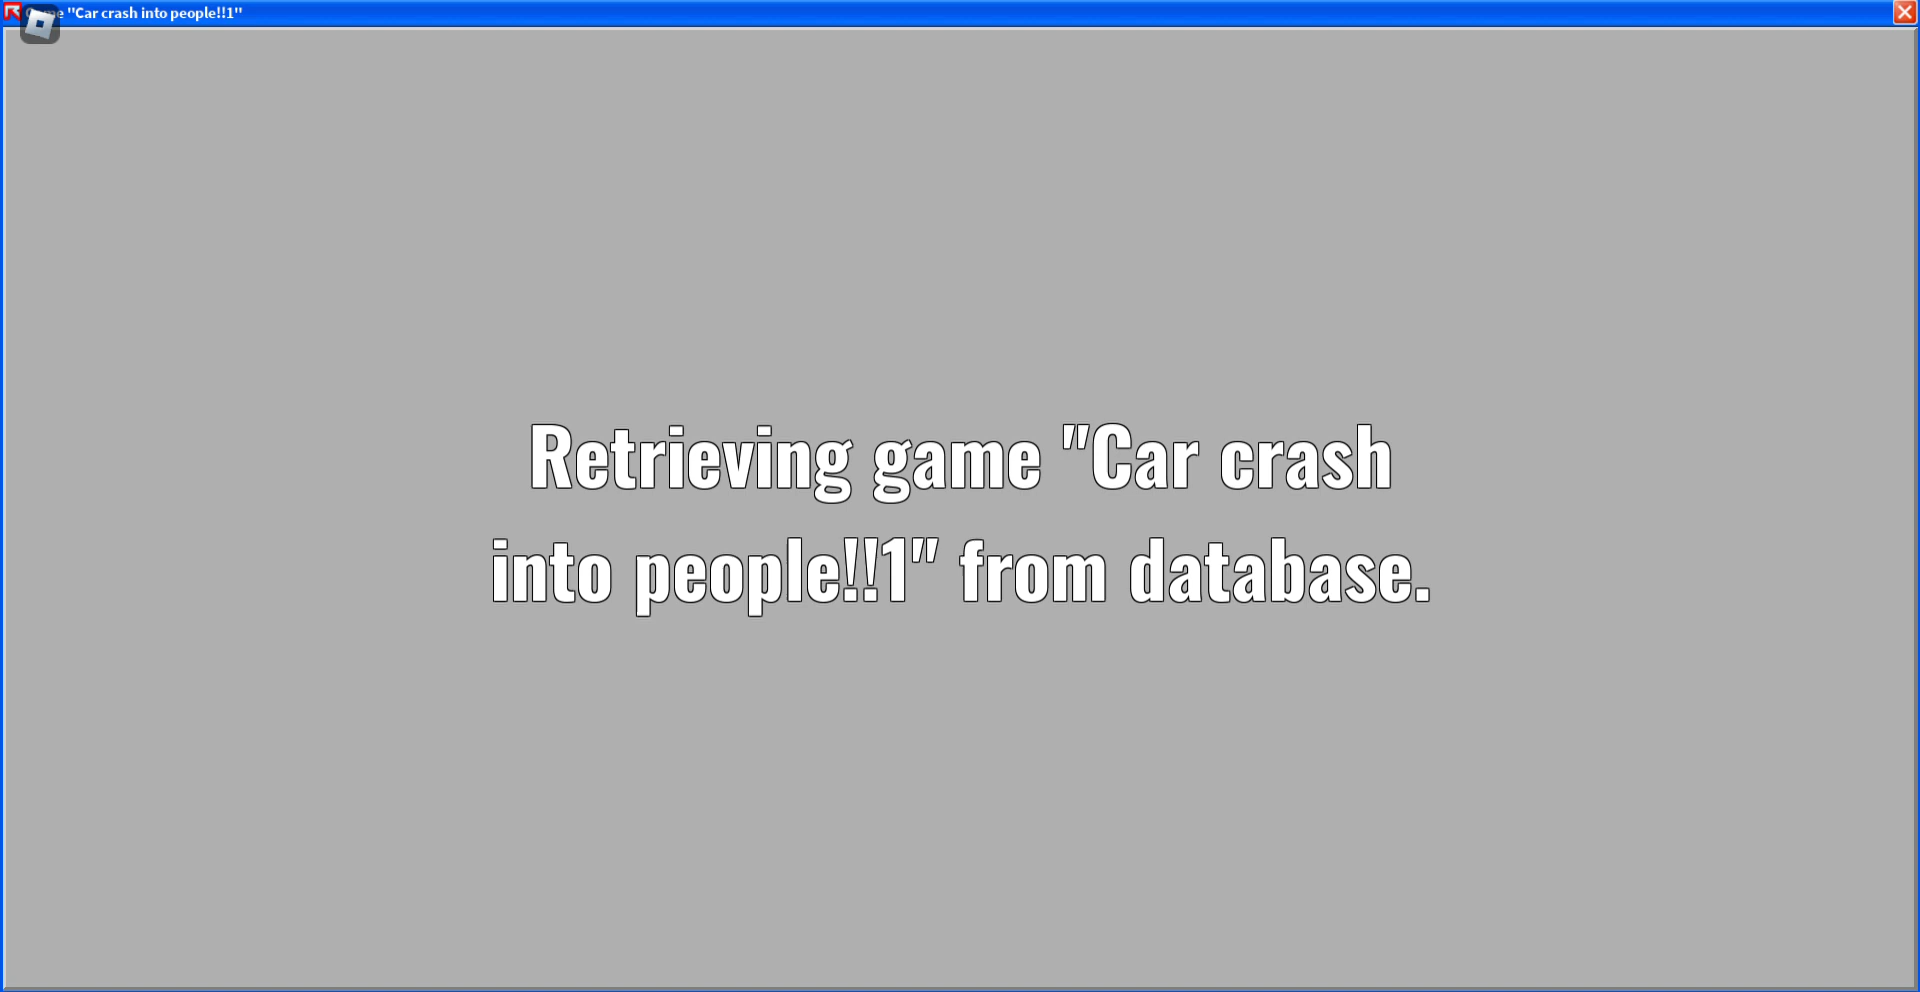 "Car crash into people!!1"
Retrieving game "Car crash
into people!!1" from database.